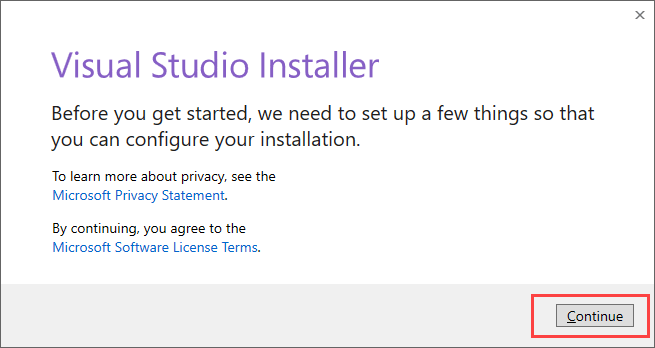 Visual Studio Installer
Before you get started, we need to set up a few things so that
you can configure your installation.
To learn more about privacy, see the
Microsoft Privacy Statement.
By continuing, you agree to the
Microsoft Software License Terms.
Continue